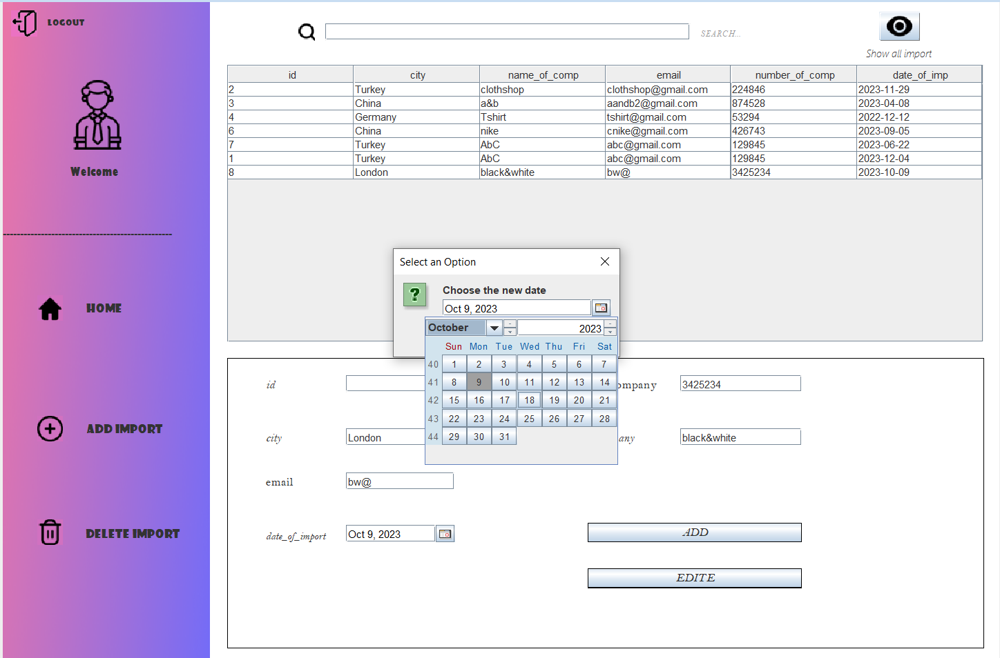 LOGOUT
SEARCH...
Show all import
Welcome
--------------------------------------------------
HOME
ADD IMPORT
DELETE IMPORT
id city name_of_comp email number_of_comp date_of_imp
2 Turkey clothshop clothshop@gmail.com 224846 2023-11-29
3 China a&b aandb2@gmail.com 874528 2023-04-08
4 Germany Tshirt tshirt@gmail.com 53294 2022-12-12
6 China nike cnike@gmail.com 426743 2023-09-05
7 Turkey AbC abc@gmail.com 129845 2023-06-22
1 Turkey AbC abc@gmail.com 129845 2023-12-04
8 London black&white bw@ 3425234 2023-10-09
Select an Option
?
Choose the new date
Oct 9, 2023
October 2023
Sun Mon Tue Wed Thu Fri Sat
40 1 2 3 4 5 6 7
41 8 9 10 11 12 13 14
42 15 16 17 18 19 20 21
43 22 23 24 25 26 27 28
44 29 30 31
id ompany 3425234
city London any black&white
email bw@
date_of_import Oct 9, 2023
ADD
EDITE